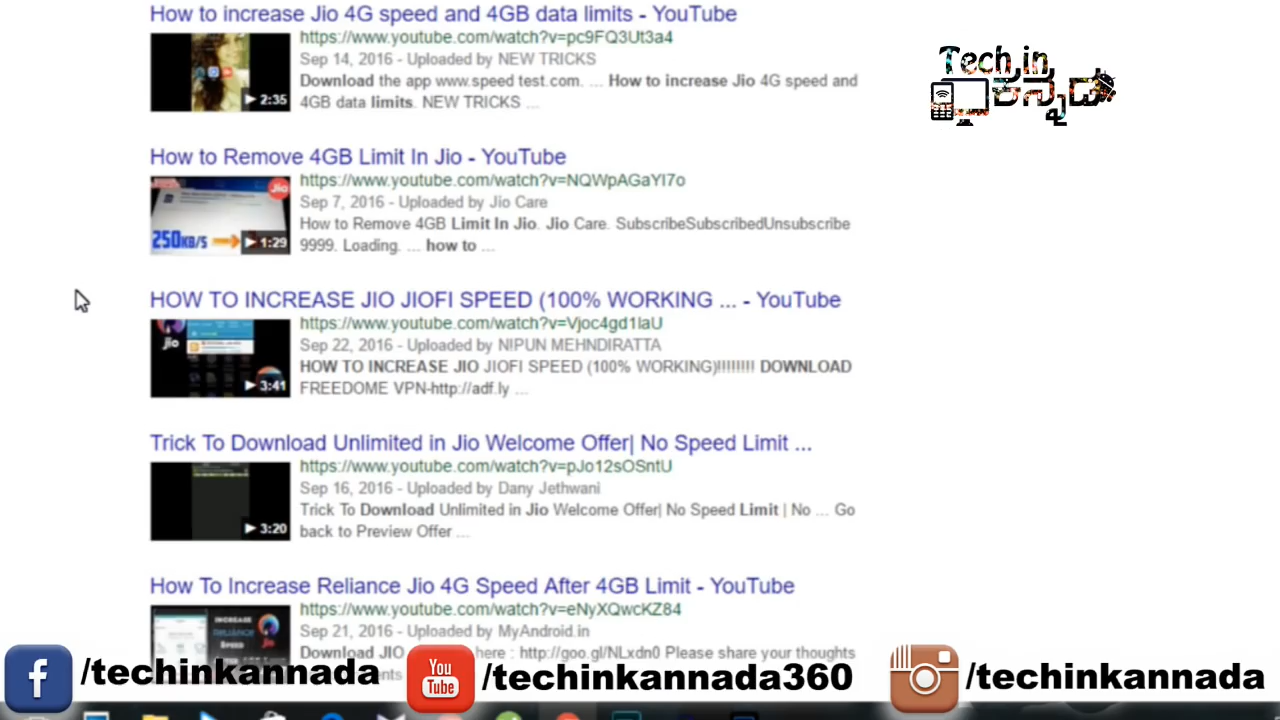 How to increase Jio 4G speed and 4GB data limits - YouTube
https://www.youtube.com/watch?v=pc9FQ3Ut3a4
Sep 14, 2016 - Uploaded by NEW TRICKS
Download the app www.speed test.com. ... How to increase Jio 4G speed and
4GB data limits. NEW TRICKS ...
2:35
Tech in
ಕನ್ನಡ
How to Remove 4GB Limit In Jio - YouTube
https://www.youtube.com/watch?v=NQWpAGaYI7o
Sep 7, 2016 - Uploaded by Jio Care
How to Remove 4GB Limit In Jio. Jio Care. SubscribeSubscribedUnsubscribe
9999. Loading. ... how to ...
Jio
250KB/S
1:29
HOW TO INCREASE JIO JIOFI SPEED (100% WORKING ... - YouTube
https://www.youtube.com/watch?v=Vjoc4gd1laU
Sep 22, 2016 - Uploaded by NIPUN MEHNDIRATTA
HOW TO INCREASE JIO JIOFI SPEED (100% WORKING)!!!!!!!! DOWNLOAD
FREEDOME VPN-http://adf.ly ...
Jio
3:41
Trick To Download Unlimited in Jio Welcome Offer| No Speed Limit ...
https://www.youtube.com/watch?v=pJo12sOSntU
Sep 16, 2016 - Uploaded by Dany Jethwani
Trick To Download Unlimited in Jio Welcome Offer| No Speed Limit | No ... Go
back to Preview Offer ...
3:20
How To Increase Reliance Jio 4G Speed After 4GB Limit - YouTube
https://www.youtube.com/watch?v=eNyXQwcKZ84
Sep 21, 2016 - Uploaded by MyAndroid.in
Download JIO here : http://goo.gl/NLxdn0 Please share your thoughts
INCREASE
RELIANCE
SPEED
/techinkannada
You
Tube
/techinkannada360
/techinkannada